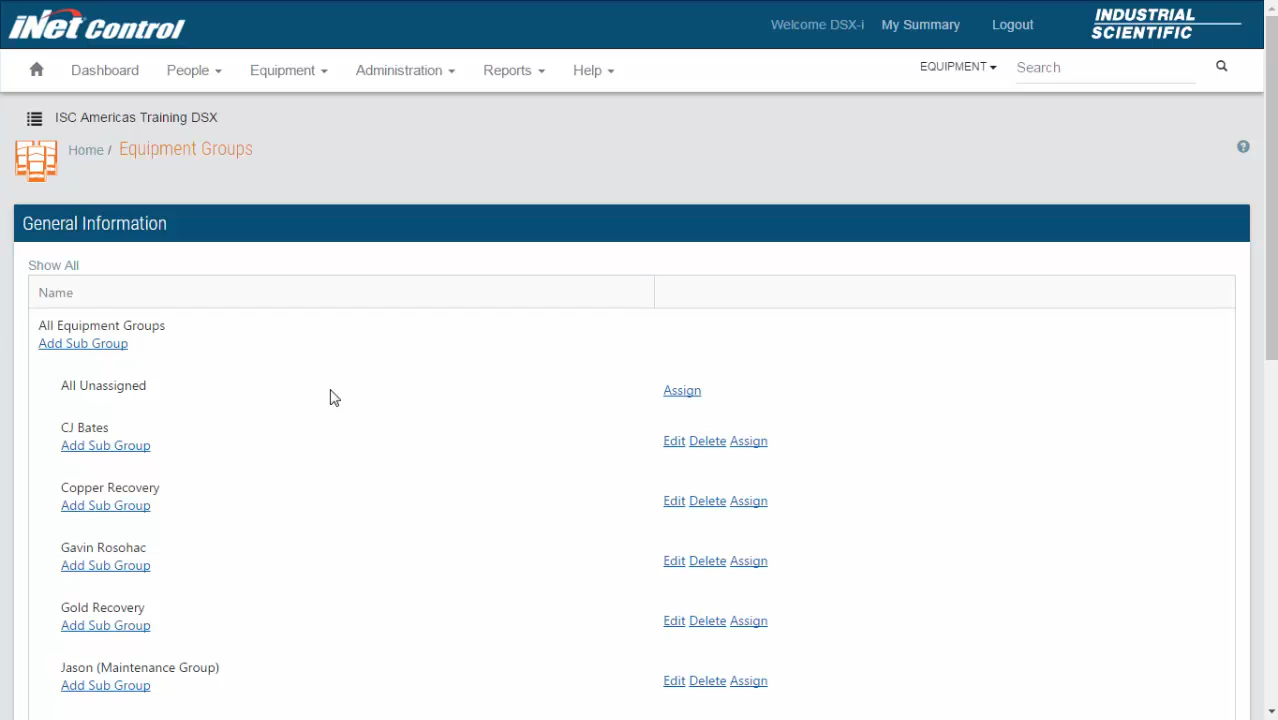 iNet Control
Welcome DSX-i My Summary Logout
INDUSTRIAL
SCIENTIFIC
Dashboard People Equipment Administration Reports Help
EQUIPMENT Search
ISC Americas Training DSX
Home / Equipment Groups
?
General Information
Show All
Name
All Equipment Groups
Add Sub Group
All Unassigned
Assign
CJ Bates
Add Sub Group
Edit Delete Assign
Copper Recovery
Add Sub Group
Edit Delete Assign
Gavin Rosohac
Add Sub Group
Edit Delete Assign
Gold Recovery
Add Sub Group
Edit Delete Assign
Jason (Maintenance Group)
Add Sub Group
Edit Delete Assign